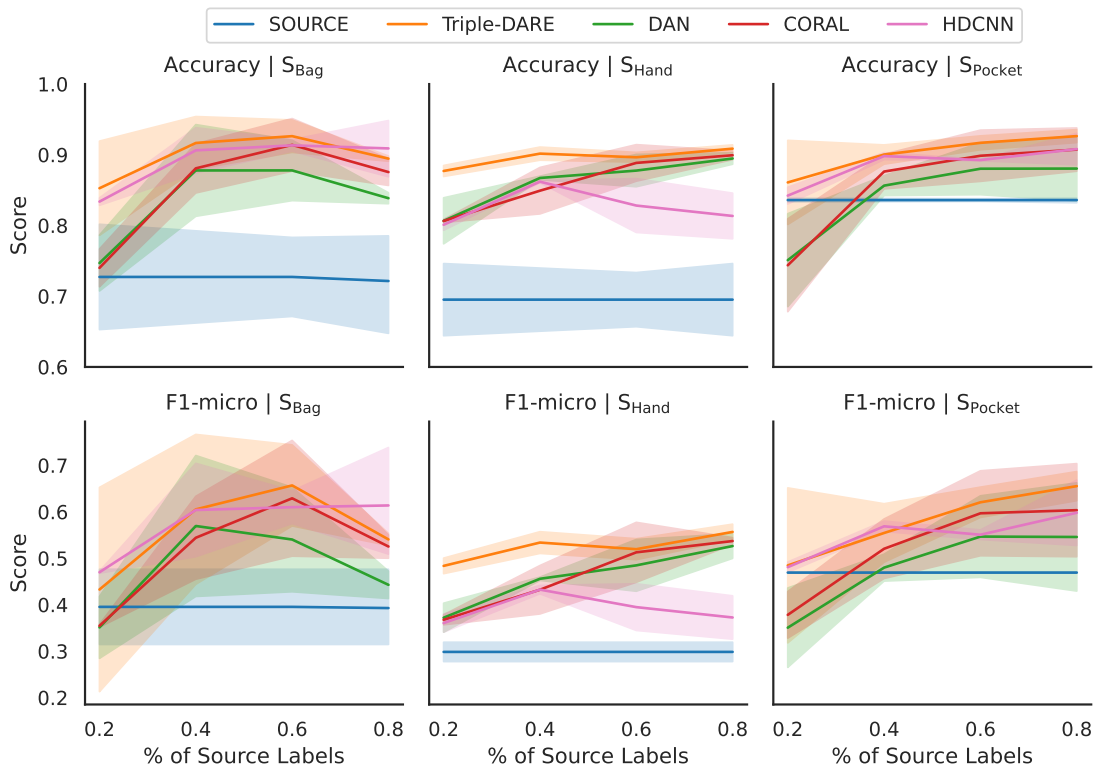 SOURCE Triple-DARE DAN CORAL HDCNN
Accuracy | S_Bag Accuracy | S_Hand Accuracy | S_Pocket
1.0
0.9
0.8
0.7
0.6
Score
F1-micro | S_Bag F1-micro | S_Hand F1-micro | S_Pocket
0.7
0.6
0.5
0.4
0.3
0.2
Score
0.2 0.4 0.6 0.8 0.2 0.4 0.6 0.8 0.2 0.4 0.6 0.8
% of Source Labels % of Source Labels % of Source Labels